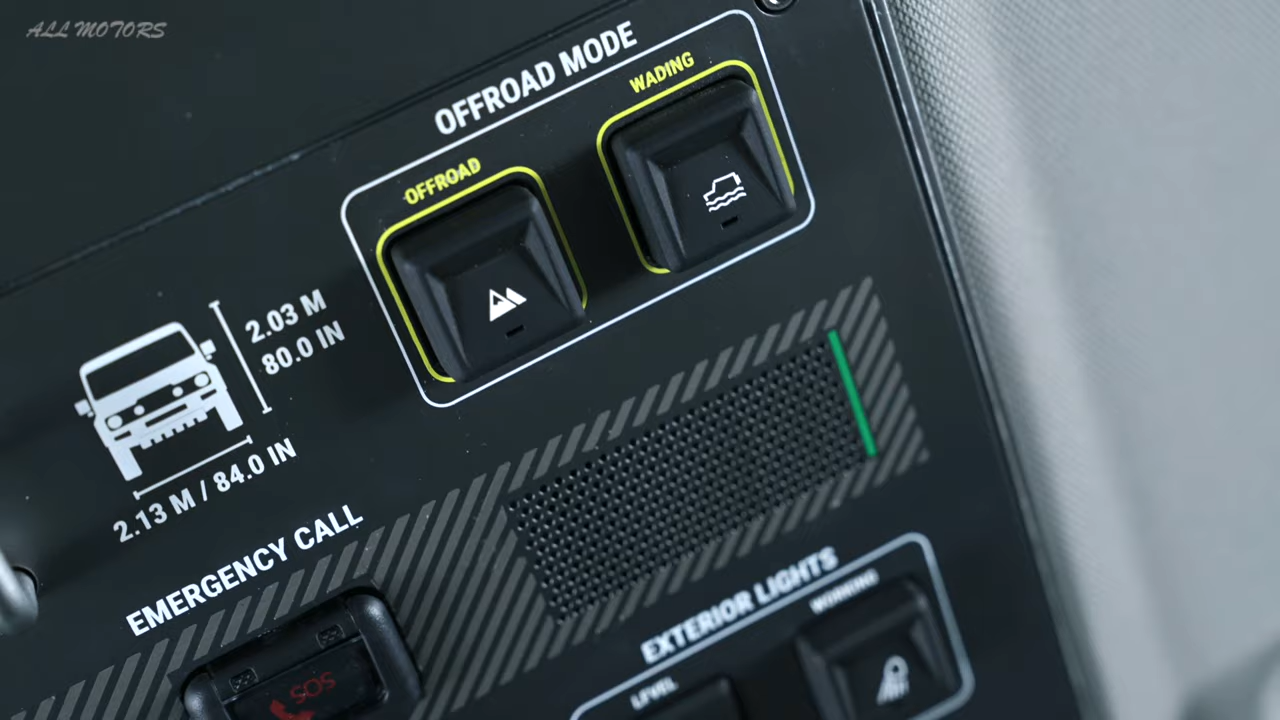 ALL MOTORS
OFFROAD MODE
OFFROAD
WADING
2.03 M
80.0 IN
2.13 M / 84.0 IN
EMERGENCY CALL
SOS
EXTERIOR LIGHTS
LEVEL
WORKING